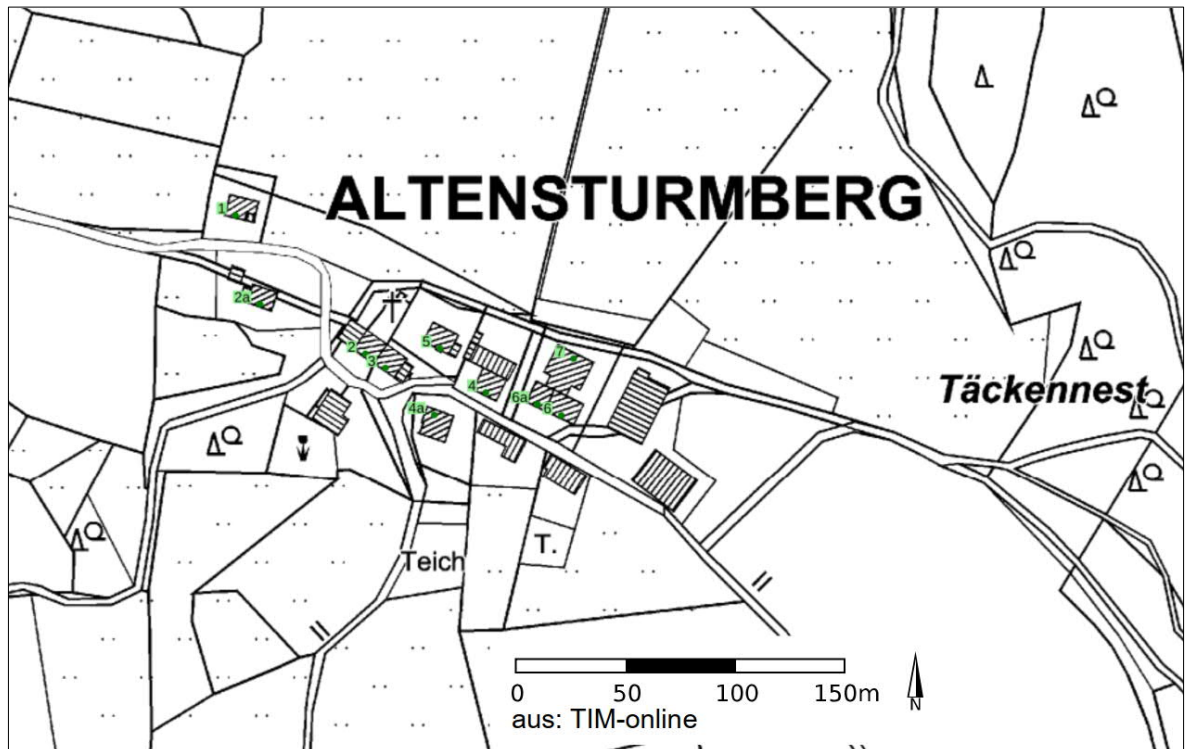 ALTENSTURMBERG
1
2a
2
3
5
7
4
6a
6
4a
Täckennest
Teich
T.
0 50 100 150m
N
aus: TIM-online